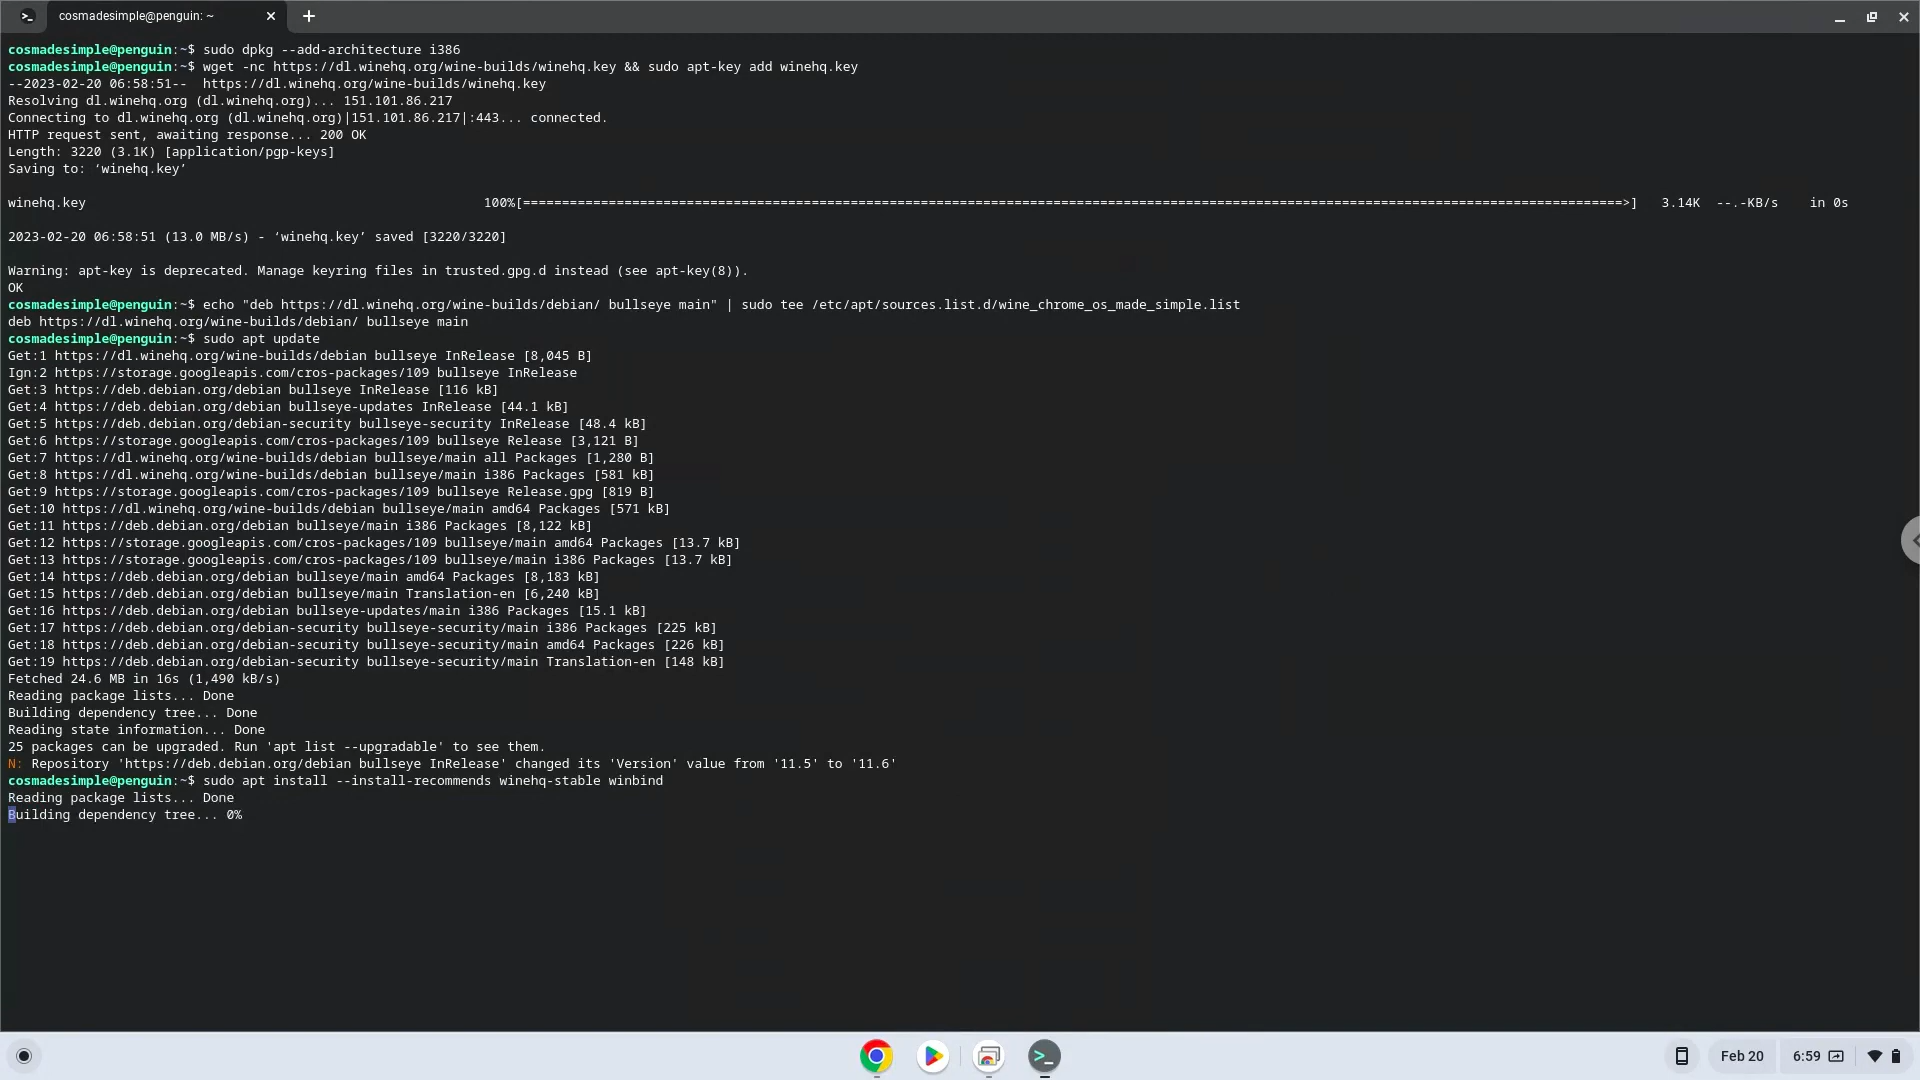 cosmadesimple@penguin: ~
cosmadesimple@penguin:~$ sudo dpkg --add-architecture i386
cosmadesimple@penguin:~$ wget -nc https://dl.winehq.org/wine-builds/winehq.key && sudo apt-key add winehq.key
--2023-02-20 06:58:51--  https://dl.winehq.org/wine-builds/winehq.key
Resolving dl.winehq.org (dl.winehq.org)... 151.101.86.217
Connecting to dl.winehq.org (dl.winehq.org)|151.101.86.217|:443... connected.
HTTP request sent, awaiting response... 200 OK
Length: 3220 (3.1K) [application/pgp-keys]
Saving to: ‘winehq.key’
winehq.key 100%[=============================================================================================================================================>] 3.14K --.-KB/s in 0s
2023-02-20 06:58:51 (13.0 MB/s) - ‘winehq.key’ saved [3220/3220]
Warning: apt-key is deprecated. Manage keyring files in trusted.gpg.d instead (see apt-key(8)).
OK
cosmadesimple@penguin:~$ echo "deb https://dl.winehq.org/wine-builds/debian/ bullseye main" | sudo tee /etc/apt/sources.list.d/wine_chrome_os_made_simple.list
deb https://dl.winehq.org/wine-builds/debian/ bullseye main
cosmadesimple@penguin:~$ sudo apt update
Get:1 https://dl.winehq.org/wine-builds/debian bullseye InRelease [8,045 B]
Ign:2 https://storage.googleapis.com/cros-packages/109 bullseye InRelease
Get:3 https://deb.debian.org/debian bullseye InRelease [116 kB]
Get:4 https://deb.debian.org/debian bullseye-updates InRelease [44.1 kB]
Get:5 https://deb.debian.org/debian-security bullseye-security InRelease [48.4 kB]
Get:6 https://storage.googleapis.com/cros-packages/109 bullseye Release [3,121 B]
Get:7 https://dl.winehq.org/wine-builds/debian bullseye/main all Packages [1,280 B]
Get:8 https://dl.winehq.org/wine-builds/debian bullseye/main i386 Packages [581 kB]
Get:9 https://storage.googleapis.com/cros-packages/109 bullseye Release.gpg [819 B]
Get:10 https://dl.winehq.org/wine-builds/debian bullseye/main amd64 Packages [571 kB]
Get:11 https://deb.debian.org/debian bullseye/main i386 Packages [8,122 kB]
Get:12 https://storage.googleapis.com/cros-packages/109 bullseye/main amd64 Packages [13.7 kB]
Get:13 https://storage.googleapis.com/cros-packages/109 bullseye/main i386 Packages [13.7 kB]
Get:14 https://deb.debian.org/debian bullseye/main amd64 Packages [8,183 kB]
Get:15 https://deb.debian.org/debian bullseye/main Translation-en [6,240 kB]
Get:16 https://deb.debian.org/debian bullseye-updates/main i386 Packages [15.1 kB]
Get:17 https://deb.debian.org/debian-security bullseye-security/main i386 Packages [225 kB]
Get:18 https://deb.debian.org/debian-security bullseye-security/main amd64 Packages [226 kB]
Get:19 https://deb.debian.org/debian-security bullseye-security/main Translation-en [148 kB]
Fetched 24.6 MB in 16s (1,490 kB/s)
Reading package lists... Done
Building dependency tree... Done
Reading state information... Done
25 packages can be upgraded. Run 'apt list --upgradable' to see them.
N: Repository 'https://deb.debian.org/debian bullseye InRelease' changed its 'Version' value from '11.5' to '11.6'
cosmadesimple@penguin:~$ sudo apt install --install-recommends winehq-stable winbind
Reading package lists... Done
Building dependency tree... 0%
Feb 20
6:59